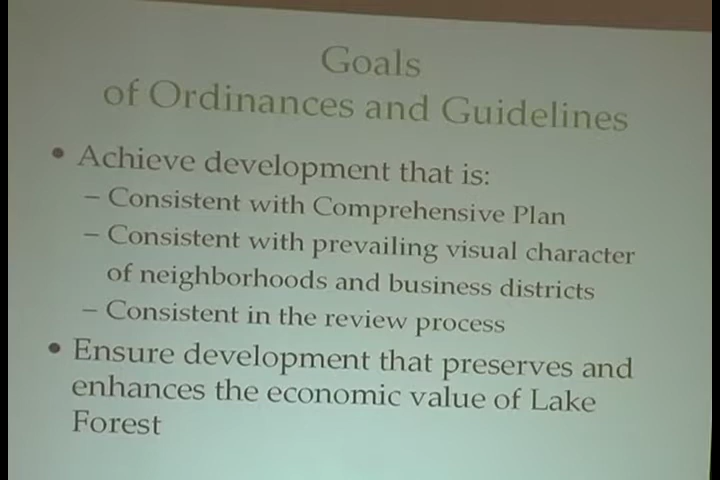 Goals
of Ordinances and Guidelines
• Achieve development that is:
– Consistent with Comprehensive Plan
– Consistent with prevailing visual character
of neighborhoods and business districts
– Consistent in the review process
• Ensure development that preserves and
enhances the economic value of Lake
Forest